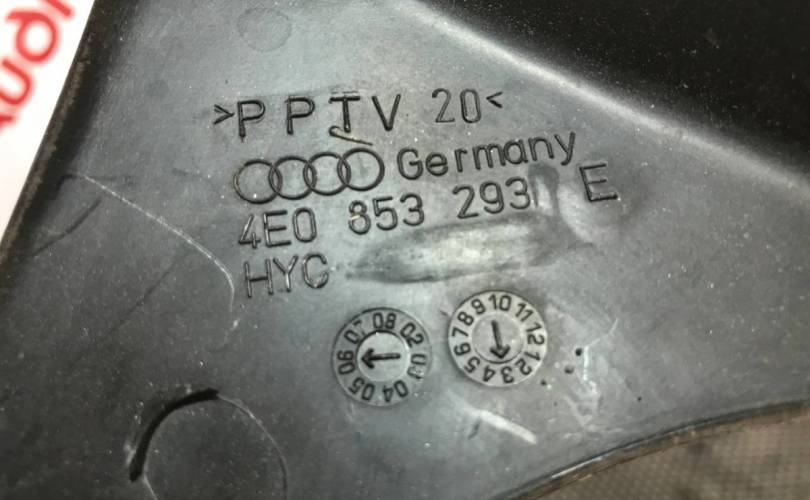 Audi
>PPTV 20<
Germany
4E0 853 293 E
HYC
06 07 08 02 03 04 05
6 7 8 9 10 11 12 1 2 3 4 5